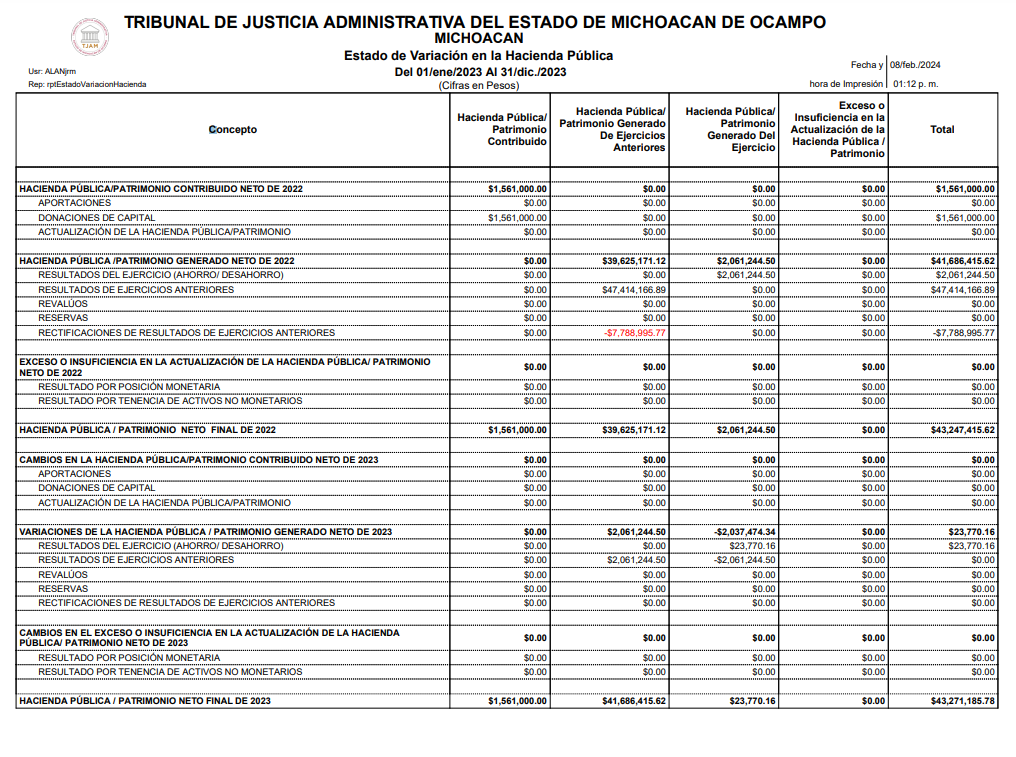 TRIBUNAL DE JUSTICIA ADMINISTRATIVA DEL ESTADO DE MICHOACAN DE OCAMPO
MICHOACAN
TJAM
Estado de Variación en la Hacienda Pública
Usr: ALANjrm
Del 01/ene/2023 Al 31/dic./2023
Fecha y 08/feb./2024
Rep: rptEstadoVariacionHacienda
(Cifras en Pesos)
hora de Impresión 01:12 p. m.
Concepto
Hacienda Pública/
Patrimonio
Contribuido
Hacienda Pública/
Patrimonio Generado
De Ejercicios
Anteriores
Hacienda Pública/
Patrimonio
Generado Del
Ejercicio
Exceso o
Insuficiencia en la
Actualización de la
Hacienda Pública /
Patrimonio
Total
HACIENDA PÚBLICA/PATRIMONIO CONTRIBUIDO NETO DE 2022 $1,561,000.00 $0.00 $0.00 $0.00 $1,561,000.00
APORTACIONES $0.00 $0.00 $0.00 $0.00 $0.00
DONACIONES DE CAPITAL $1,561,000.00 $0.00 $0.00 $0.00 $1,561,000.00
ACTUALIZACIÓN DE LA HACIENDA PÚBLICA/PATRIMONIO $0.00 $0.00 $0.00 $0.00 $0.00
HACIENDA PÚBLICA /PATRIMONIO GENERADO NETO DE 2022 $0.00 $39,625,171.12 $2,061,244.50 $0.00 $41,686,415.62
RESULTADOS DEL EJERCICIO (AHORRO/ DESAHORRO) $0.00 $0.00 $2,061,244.50 $0.00 $2,061,244.50
RESULTADOS DE EJERCICIOS ANTERIORES $0.00 $47,414,166.89 $0.00 $0.00 $47,414,166.89
REVALÚOS $0.00 $0.00 $0.00 $0.00 $0.00
RESERVAS $0.00 $0.00 $0.00 $0.00 $0.00
RECTIFICACIONES DE RESULTADOS DE EJERCICIOS ANTERIORES $0.00 -$7,788,995.77 $0.00 $0.00 -$7,788,995.77
EXCESO O INSUFICIENCIA EN LA ACTUALIZACIÓN DE LA HACIENDA PÚBLICA/ PATRIMONIO
NETO DE 2022 $0.00 $0.00 $0.00 $0.00 $0.00
RESULTADO POR POSICIÓN MONETARIA $0.00 $0.00 $0.00 $0.00 $0.00
RESULTADO POR TENENCIA DE ACTIVOS NO MONETARIOS $0.00 $0.00 $0.00 $0.00 $0.00
HACIENDA PÚBLICA / PATRIMONIO NETO FINAL DE 2022 $1,561,000.00 $39,625,171.12 $2,061,244.50 $0.00 $43,247,415.62
CAMBIOS EN LA HACIENDA PÚBLICA/PATRIMONIO CONTRIBUIDO NETO DE 2023 $0.00 $0.00 $0.00 $0.00 $0.00
APORTACIONES $0.00 $0.00 $0.00 $0.00 $0.00
DONACIONES DE CAPITAL $0.00 $0.00 $0.00 $0.00 $0.00
ACTUALIZACIÓN DE LA HACIENDA PÚBLICA/PATRIMONIO $0.00 $0.00 $0.00 $0.00 $0.00
VARIACIONES DE LA HACIENDA PÚBLICA / PATRIMONIO GENERADO NETO DE 2023 $0.00 $2,061,244.50 -$2,037,474.34 $0.00 $23,770.16
RESULTADOS DEL EJERCICIO (AHORRO/ DESAHORRO) $0.00 $0.00 $23,770.16 $0.00 $23,770.16
RESULTADOS DE EJERCICIOS ANTERIORES $0.00 $2,061,244.50 -$2,061,244.50 $0.00 $0.00
REVALÚOS $0.00 $0.00 $0.00 $0.00 $0.00
RESERVAS $0.00 $0.00 $0.00 $0.00 $0.00
RECTIFICACIONES DE RESULTADOS DE EJERCICIOS ANTERIORES $0.00 $0.00 $0.00 $0.00 $0.00
CAMBIOS EN EL EXCESO O INSUFICIENCIA EN LA ACTUALIZACIÓN DE LA HACIENDA
PÚBLICA/ PATRIMONIO NETO DE 2023 $0.00 $0.00 $0.00 $0.00 $0.00
RESULTADO POR POSICIÓN MONETARIA $0.00 $0.00 $0.00 $0.00 $0.00
RESULTADO POR TENENCIA DE ACTIVOS NO MONETARIOS $0.00 $0.00 $0.00 $0.00 $0.00
HACIENDA PÚBLICA / PATRIMONIO NETO FINAL DE 2023 $1,561,000.00 $41,686,415.62 $23,770.16 $0.00 $43,271,185.78